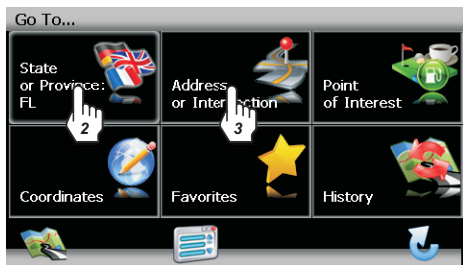 Go To...
State
or Province:
FL
2
Address
or Intersection
3
Point
of Interest
Coordinates
Favorites
History